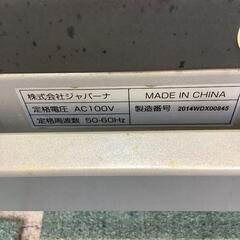 株式会社ジャパーナ
MADE IN CHINA
定格電圧 AC100V
製造番号 2014WDX00845
定格周波数 50-60Hz